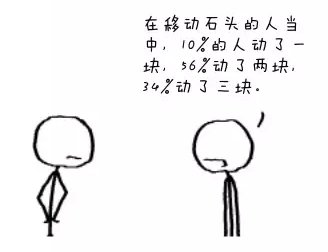 在移动石头的人当
中，10%的人动了一
块，56%动了两块，
34%动了三块。